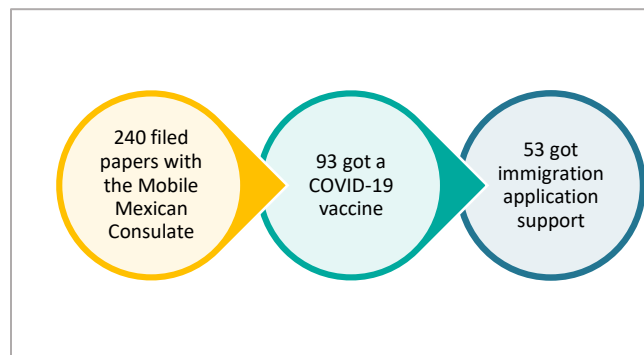 240 filed
papers with
the Mobile
Mexican
Consulate
93 got a
COVID-19
vaccine
53 got
immigration
application
support